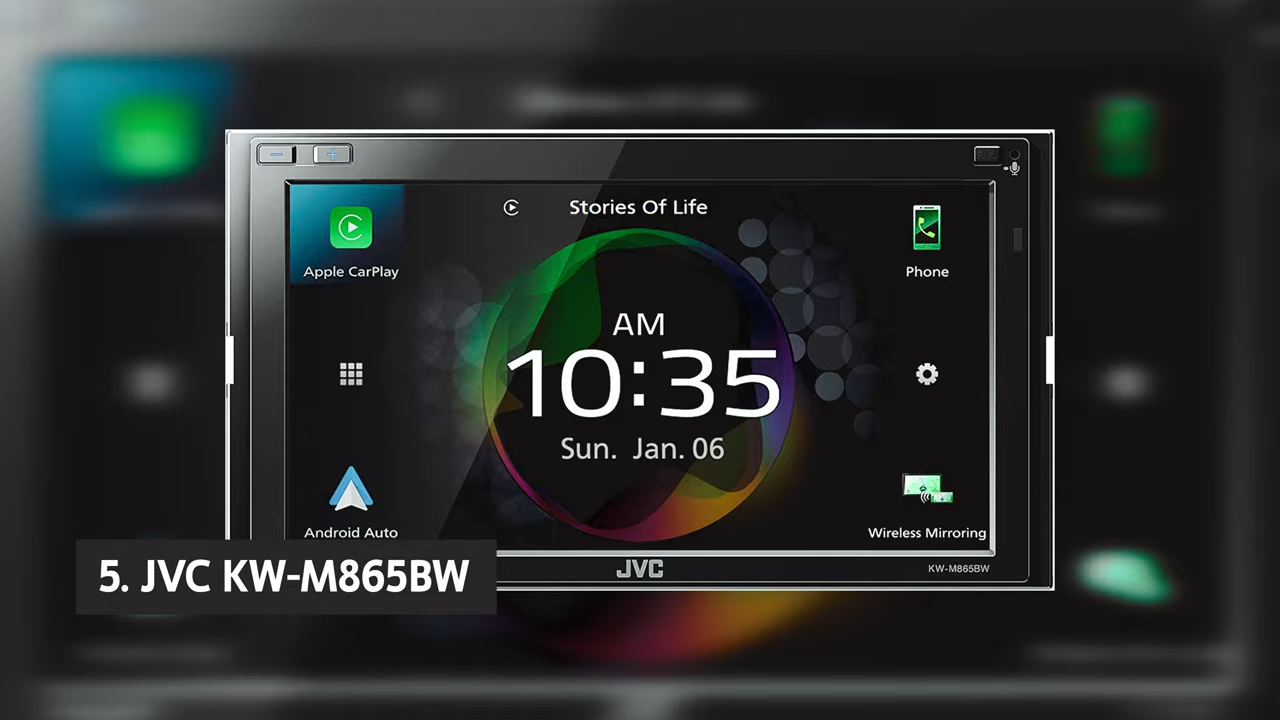 Stories Of Life
Apple CarPlay
Phone
AM
10:35
Sun. Jan. 06
Android Auto
Wireless Mirroring
5. JVC KW-M865BW
JVC
KW-M865BW